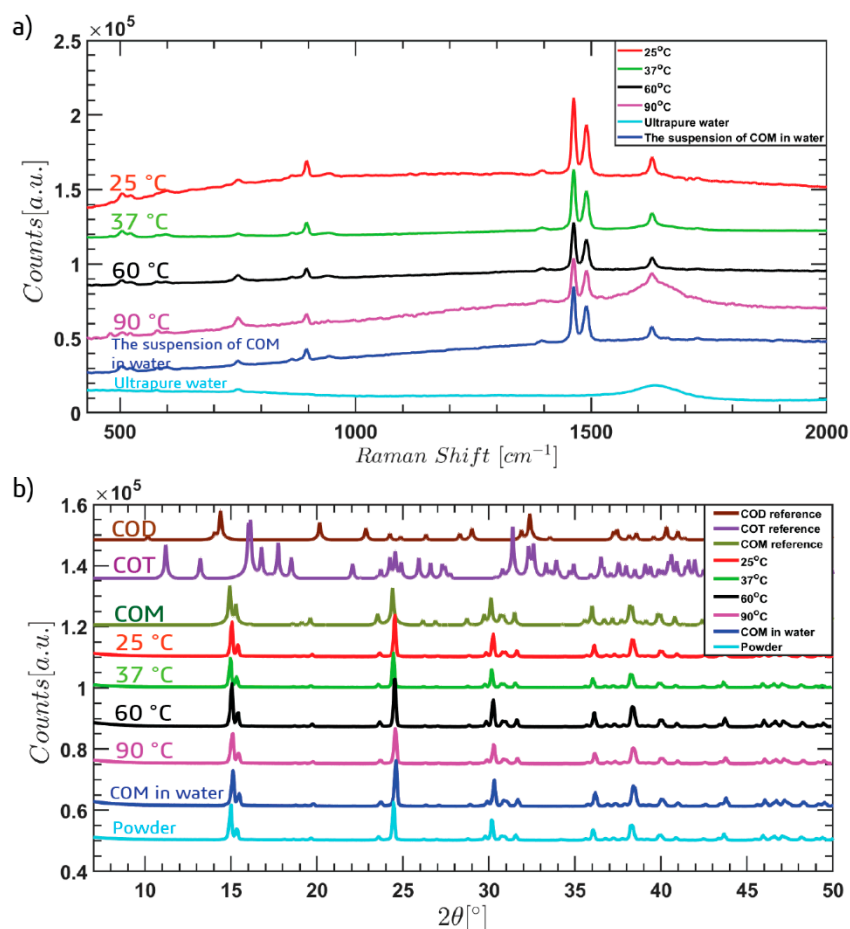 a)
×10⁵
2.5
2
1.5
1
0.5
0
Counts[a.u.]
25°C
37°C
60°C
90°C
Ultrapure water
The suspension of COM in water
25 °C
37 °C
60 °C
90 °C
The suspension of COM
in water
Ultrapure water
500
1000
1500
2000
Raman Shift [cm⁻¹]
b)
×10⁵
1.6
1.4
1.2
1
0.8
0.6
0.4
Counts[a.u.]
COD reference
COT reference
COM reference
25°C
37°C
60°C
90°C
COM in water
Powder
COD
COT
COM
25 °C
37 °C
60 °C
90 °C
COM in water
Powder
10
15
20
25
30
35
40
45
50
2θ[°]